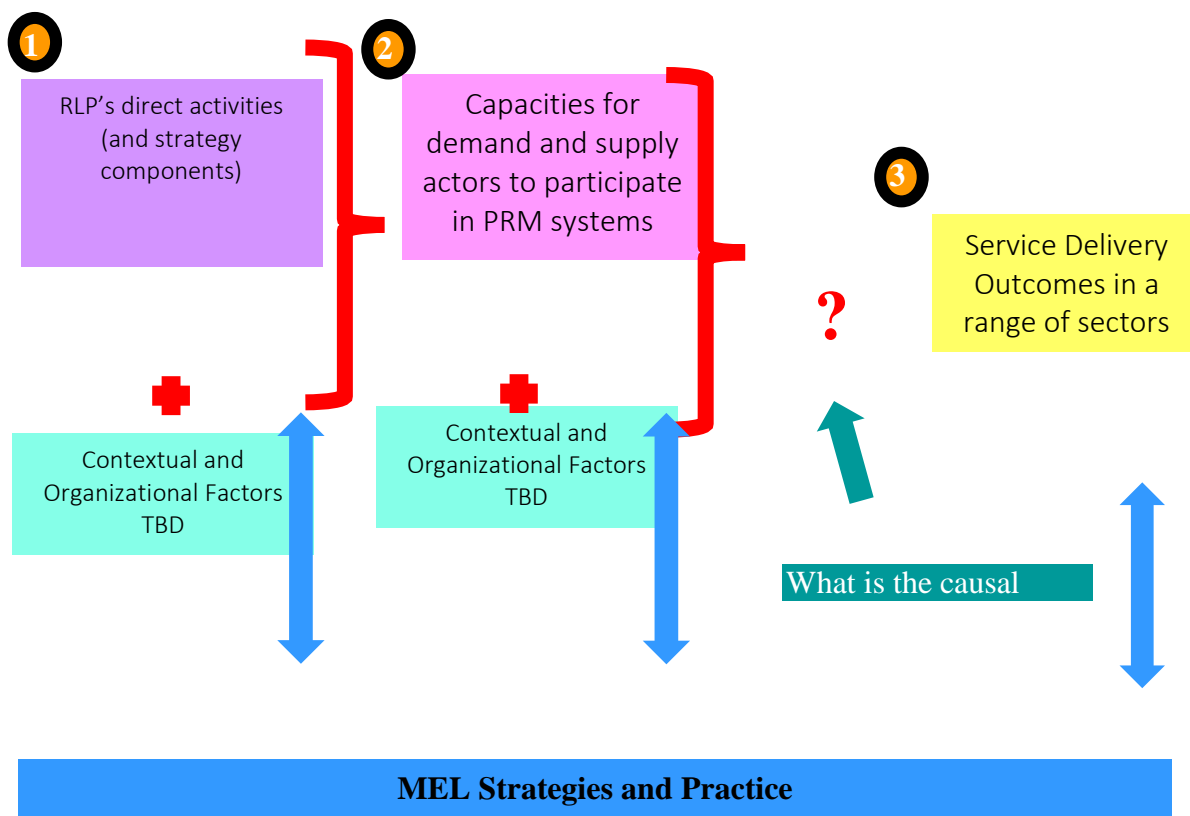 1
RLP’s direct activities
(and strategy
components)
2
Capacities for
demand and supply
actors to participate
in PRM systems
3
Service Delivery
Outcomes in a
range of sectors
?
Contextual and
Organizational Factors
TBD
Contextual and
Organizational Factors
TBD
What is the causal
MEL Strategies and Practice